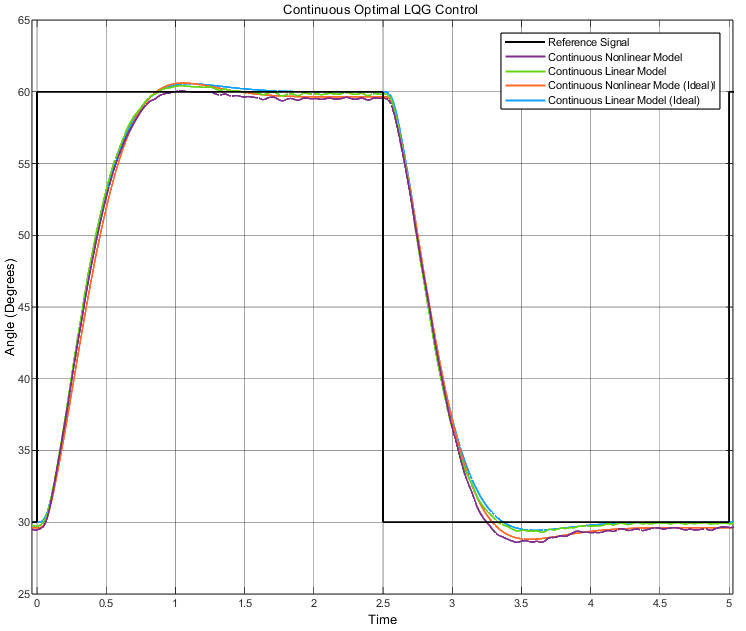 Continuous Optimal LQG Control
65
60
55
50
45
40
35
30
25
Angle (Degrees)
Reference Signal
Continuous Nonlinear Model
Continuous Linear Model
Continuous Nonlinear Mode (Ideal)l
Continuous Linear Model (Ideal)
0 0.5 1 1.5 2 2.5 3 3.5 4 4.5 5
Time